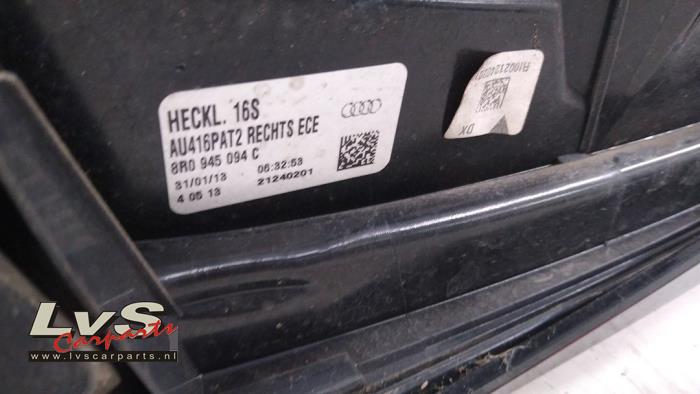 HECKL. 16S
AU416PAT2 RECHTS ECE
8R0 945 094 C
31/01/13 06:32:53
4 05 13 21240201
DX
LvS
Carparts
www.lvscarparts.nl